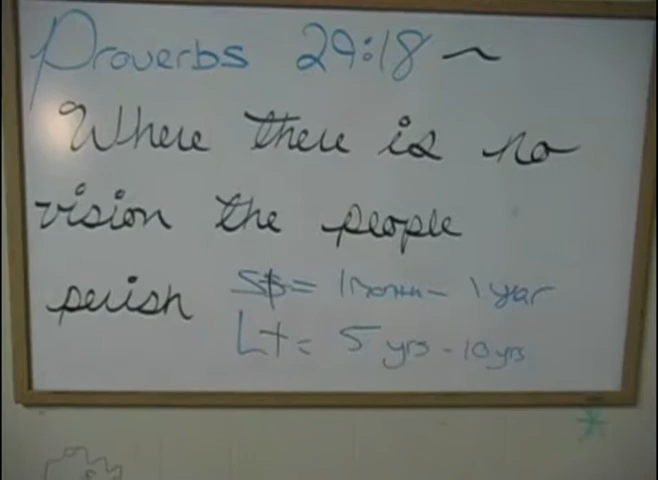 Proverbs 29:18 ~
Where there is no
vision the people
perish
St = 1 month - 1 year
Lt = 5 yrs - 10 yrs